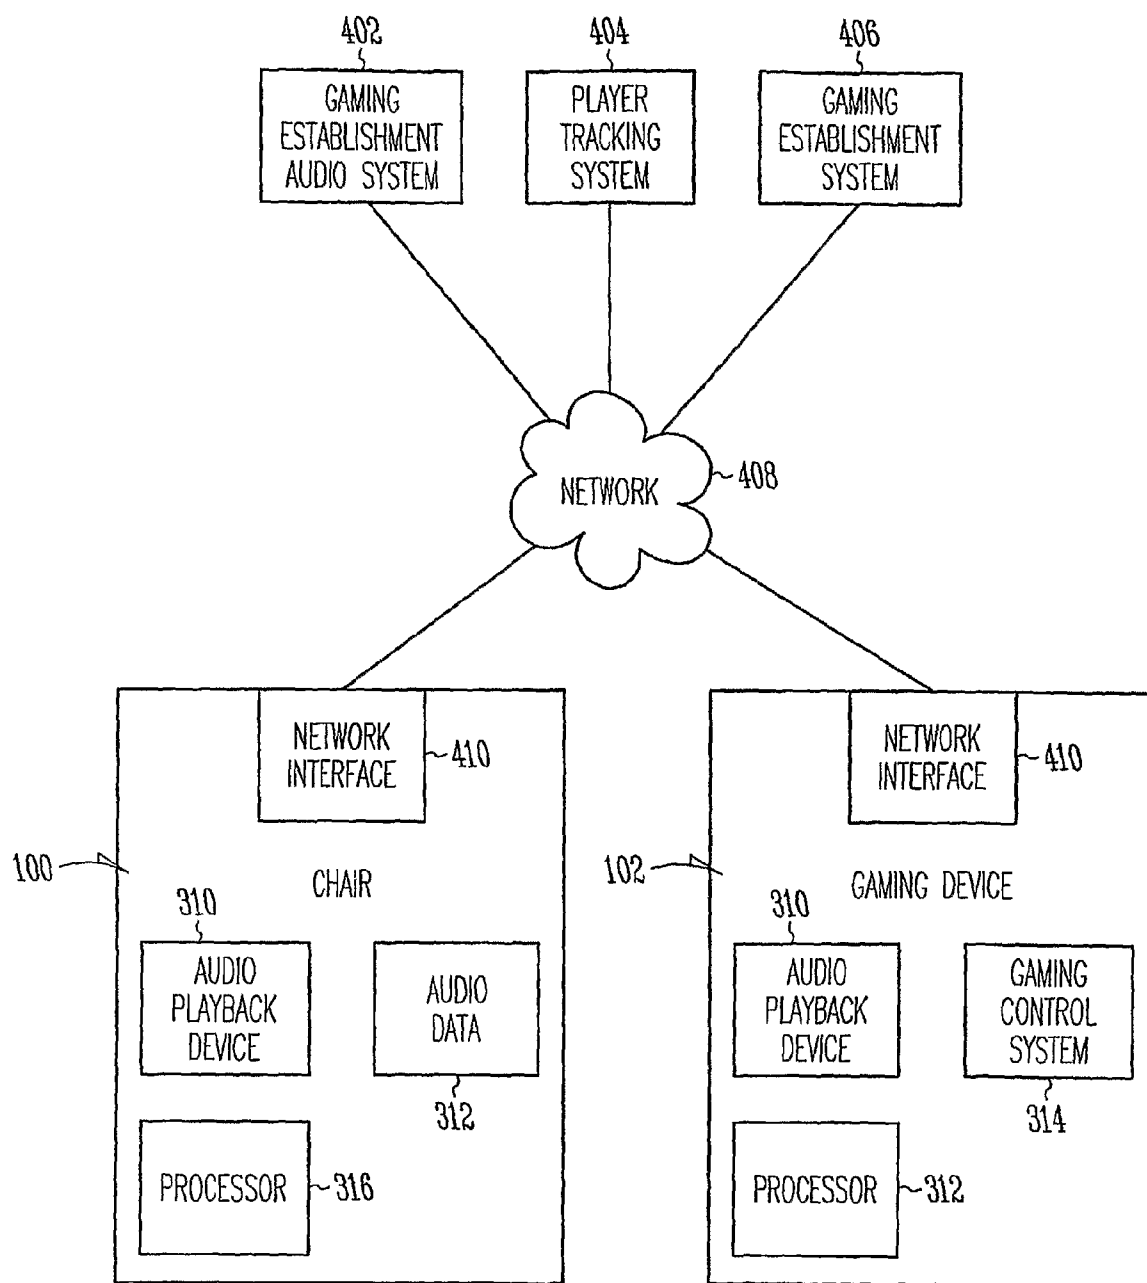 402
404
406
GAMING
ESTABLISHMENT
AUDIO SYSTEM
PLAYER
TRACKING
SYSTEM
GAMING
ESTABLISHMENT
SYSTEM
NETWORK
408
NETWORK
INTERFACE
410
100
CHAIR
310
AUDIO
PLAYBACK
DEVICE
AUDIO
DATA
312
PROCESSOR
316
NETWORK
INTERFACE
410
102
GAMING DEVICE
310
AUDIO
PLAYBACK
DEVICE
GAMING
CONTROL
SYSTEM
314
PROCESSOR
312